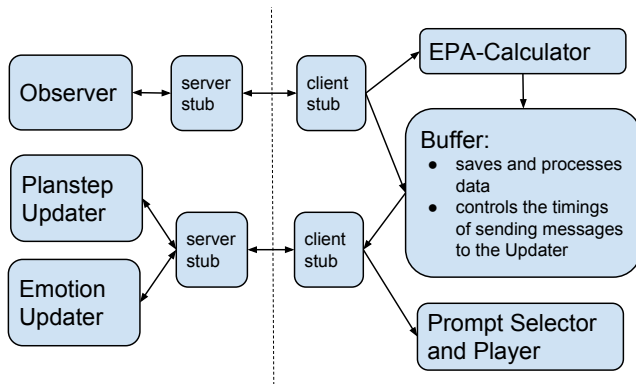 Observer
server
stub
client
stub
EPA-Calculator
Buffer:
● saves and processes
data
● controls the timings
of sending messages
to the Updater
Planstep
Updater
server
stub
client
stub
Emotion
Updater
Prompt Selector
and Player